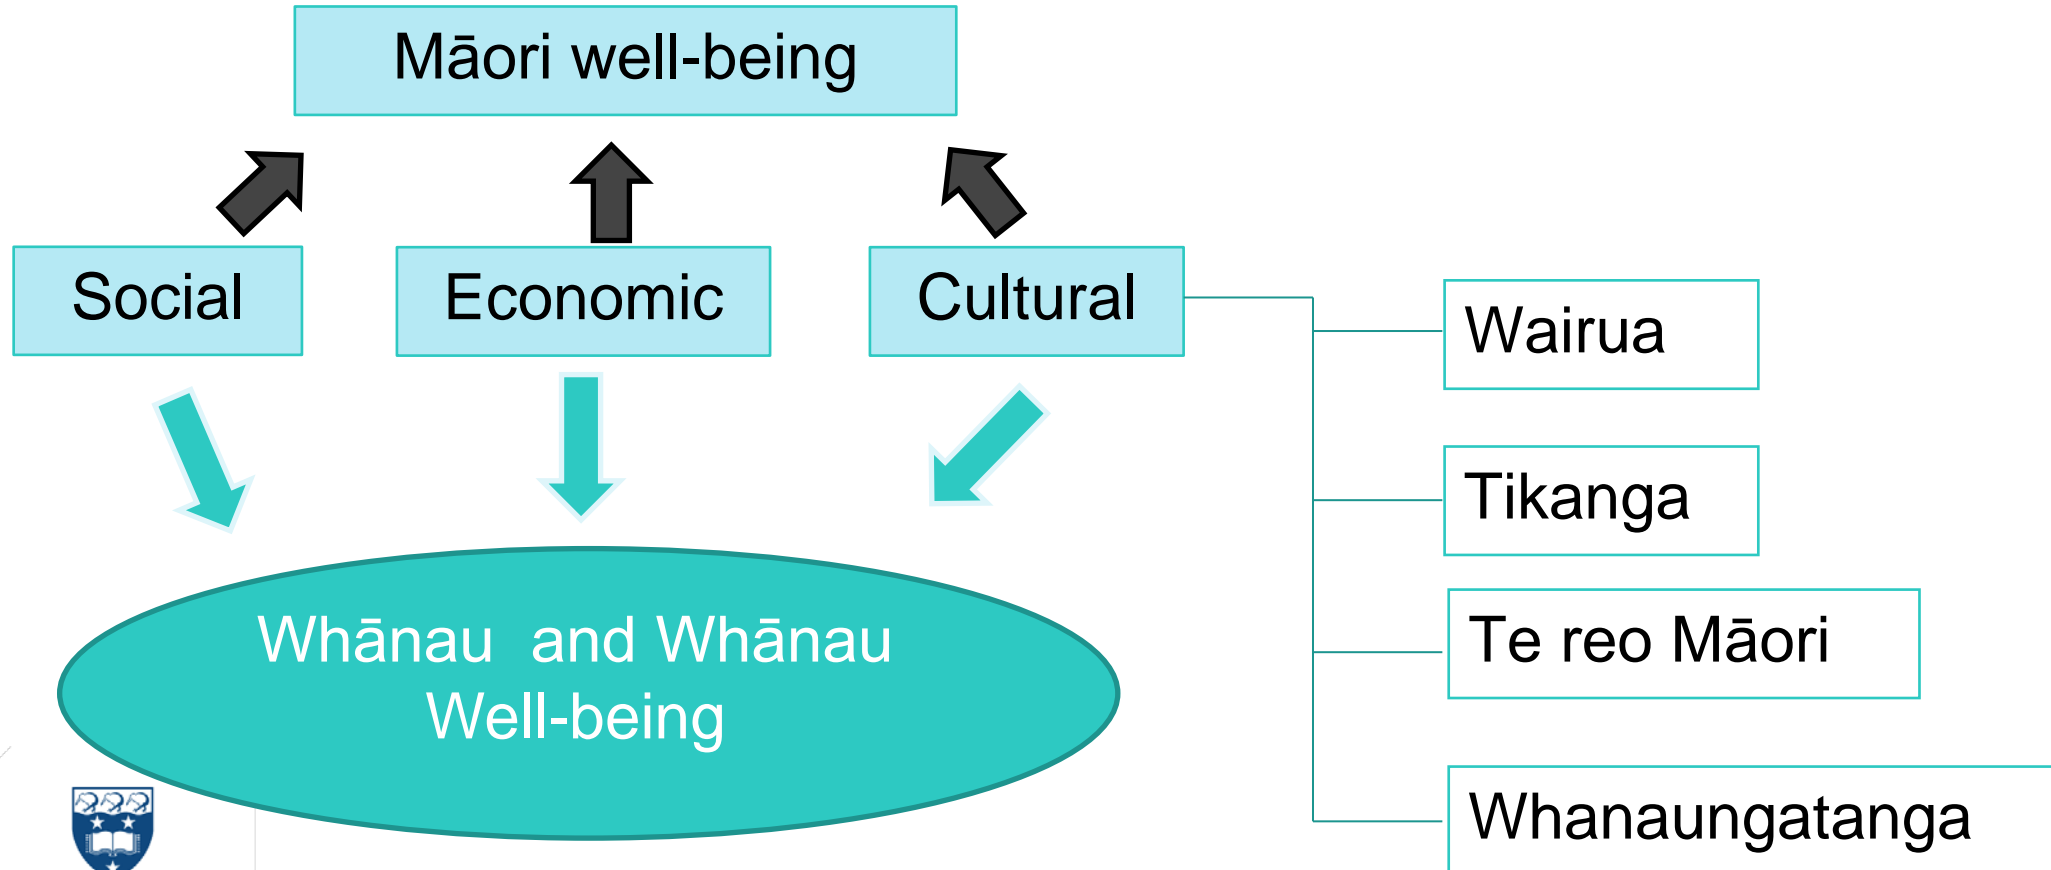 Māori well-being
Social
Economic
Cultural
Wairua
Tikanga
Te reo Māori
Whanaungatanga
Whānau  and Whānau
Well-being